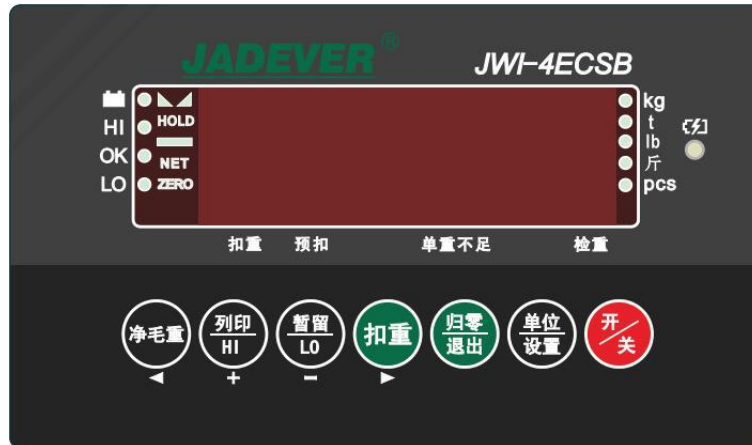 JADEVER®
JWI-4ECSB
HI
OK
LO
HOLD
NET
ZERO
kg
t
lb
斤
pcs
扣重 预扣 单重不足 检重
净毛重
列印
HI
+
暂留
LO
-
扣重
归零
退出
单位
设置
开/关